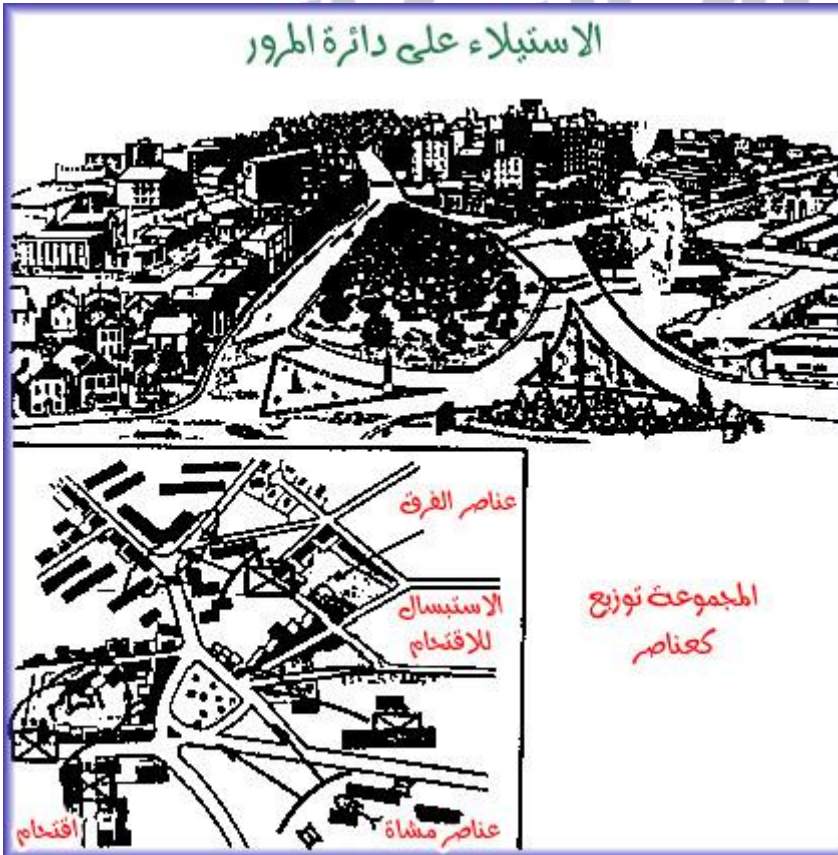 الاستيلاء على دائرة المرور
عناصر الفرق
الاستبسال
للاقتحام
المجموعة توزيع
كعناصر
اقتحام
عناصر مشاة